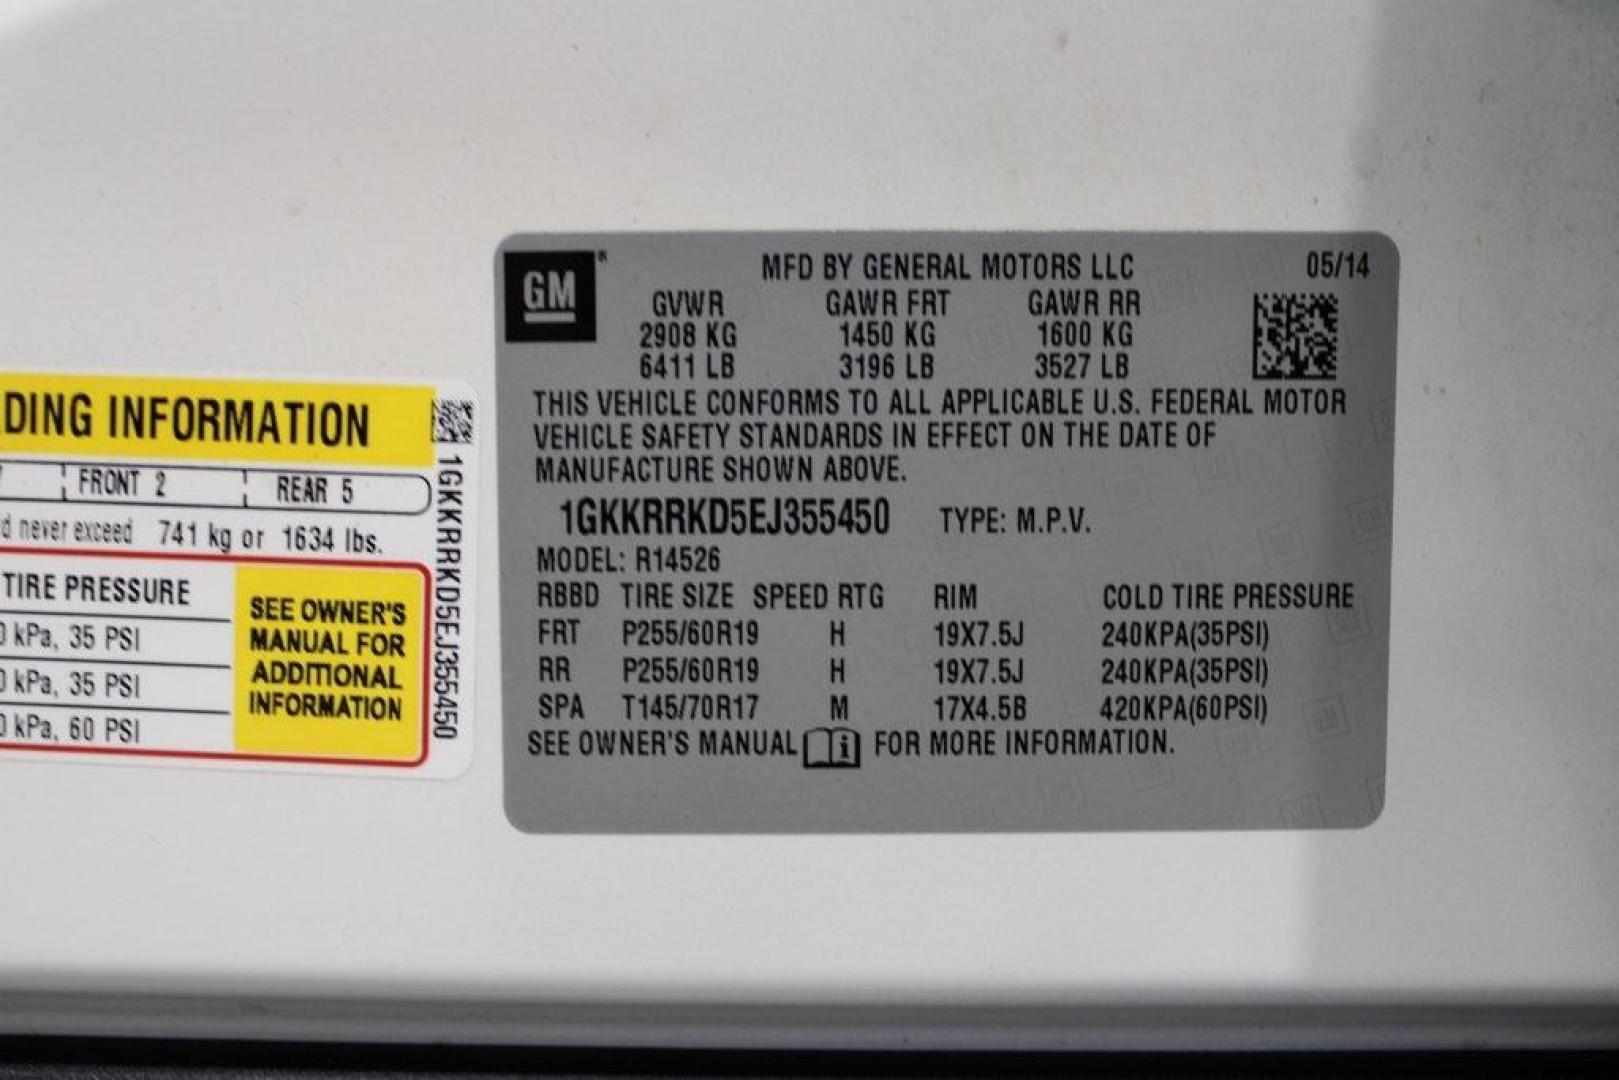 DING INFORMATION
FRONT 2 REAR 5
never exceed 741 kg or 1634 lbs.
TIRE PRESSURE
kPa, 35 PSI
kPa, 35 PSI
kPa, 60 PSI
SEE OWNER'S
MANUAL FOR
ADDITIONAL
INFORMATION
1GKKRRKD5EJ355450
GM®
MFD BY GENERAL MOTORS LLC 05/14
GVWR GAWR FRT GAWR RR
2908 KG 1450 KG 1600 KG
6411 LB 3196 LB 3527 LB
THIS VEHICLE CONFORMS TO ALL APPLICABLE U.S. FEDERAL MOTOR
VEHICLE SAFETY STANDARDS IN EFFECT ON THE DATE OF
MANUFACTURE SHOWN ABOVE.
1GKKRRKD5EJ355450 TYPE: M.P.V.
MODEL: R14526
RBBD TIRE SIZE SPEED RTG RIM COLD TIRE PRESSURE
FRT P255/60R19 H 19X7.5J 240KPA(35PSI)
RR P255/60R19 H 19X7.5J 240KPA(35PSI)
SPA T145/70R17 M 17X4.5B 420KPA(60PSI)
SEE OWNER'S MANUAL i FOR MORE INFORMATION.